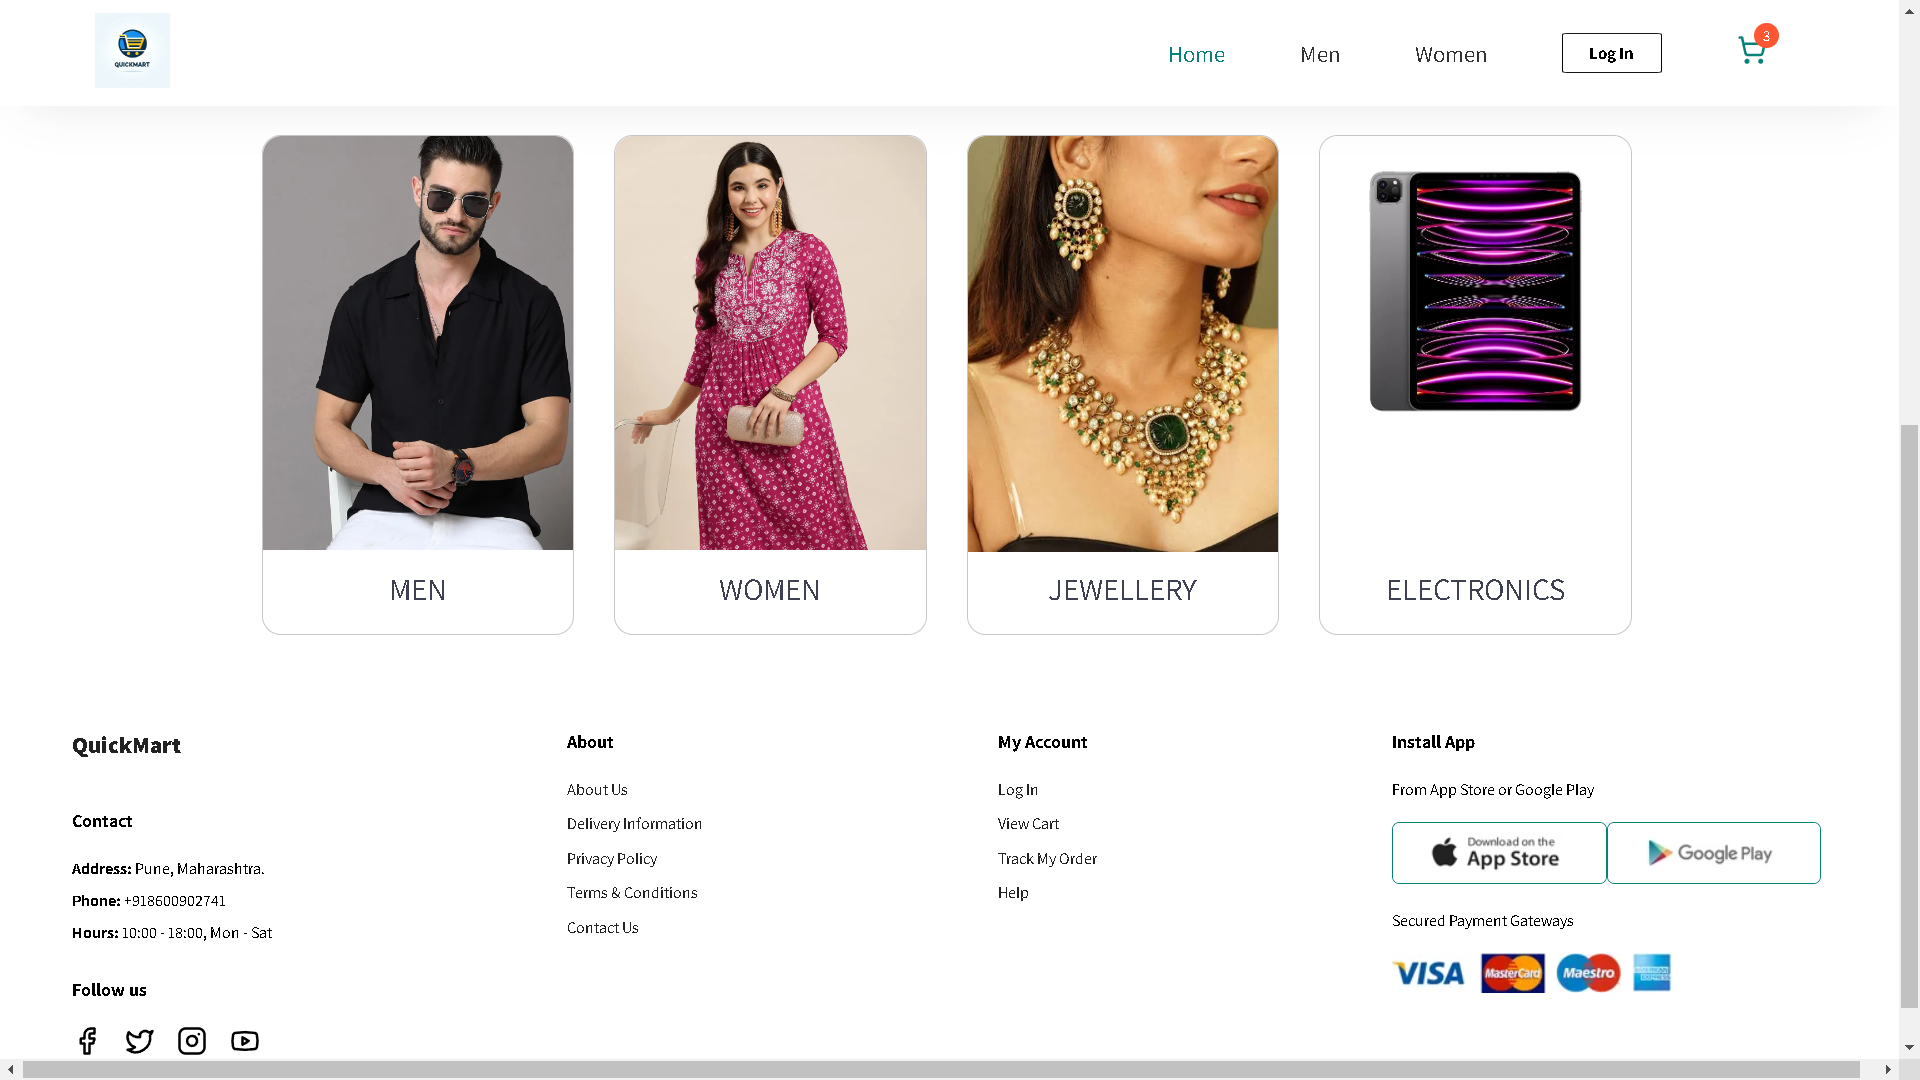 QUICKMART
Home
Men
Women
Log In
3
MEN
WOMEN
JEWELLERY
ELECTRONICS
QuickMart
Contact
Address: Pune, Maharashtra.
Phone: +918600902741
Hours: 10:00 - 18:00, Mon - Sat
Follow us
About
About Us
Delivery Information
Privacy Policy
Terms & Conditions
Contact Us
My Account
Log In
View Cart
Track My Order
Help
Install App
From App Store or Google Play
Download on the
App Store
Google Play
Secured Payment Gateways
VISA
MasterCard
Maestro
AMERICAN
EXPRESS